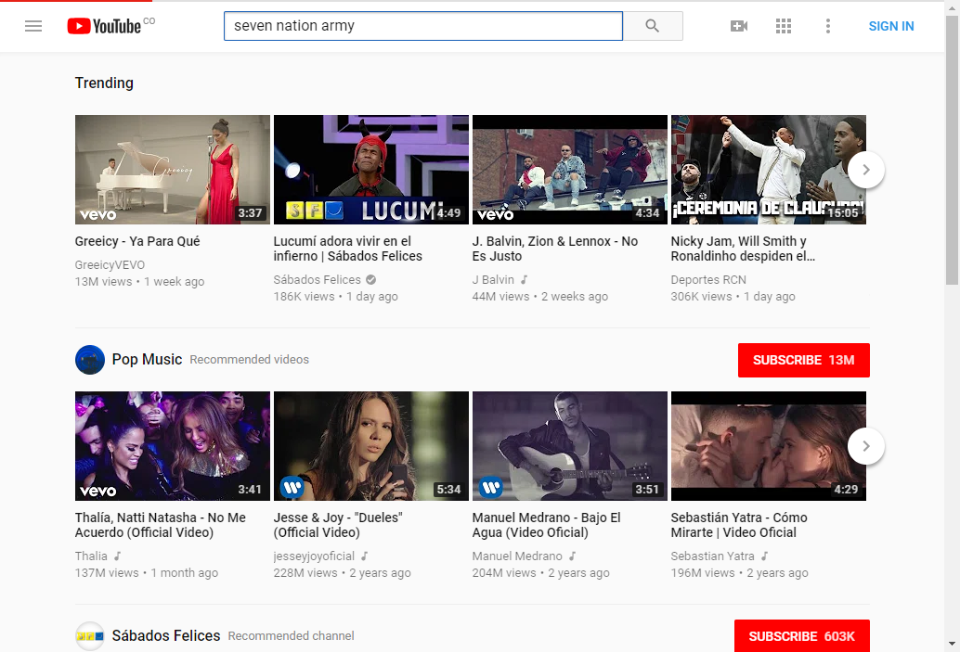 YouTube CO
seven nation army
SIGN IN
Trending
Greeicy
vevo
3:37
SFC
LUCUMÍ
4:49
vevo
4:34
¡CEREMONIA DE CLAUSURA!
15:05
Greeicy - Ya Para Qué
GreeicyVEVO
13M views • 1 week ago
Lucumí adora vivir en el
infierno | Sábados Felices
Sábados Felices
186K views • 1 day ago
J. Balvin, Zion & Lennox - No
Es Justo
J Balvin
44M views • 2 weeks ago
Nicky Jam, Will Smith y
Ronaldinho despiden el...
Deportes RCN
306K views • 1 day ago
Pop Music Recommended videos
SUBSCRIBE 13M
vevo
3:41
5:34
3:51
4:29
Thalía, Natti Natasha - No Me
Acuerdo (Official Video)
Thalia
137M views • 1 month ago
Jesse & Joy - "Dueles"
(Official Video)
jesseyjoyoficial
228M views • 2 years ago
Manuel Medrano - Bajo El
Agua (Video Oficial)
Manuel Medrano
204M views • 2 years ago
Sebastián Yatra - Cómo
Mirarte | Video Oficial
Sebastian Yatra
196M views • 2 years ago
Sábados Felices Recommended channel
SUBSCRIBE 603K